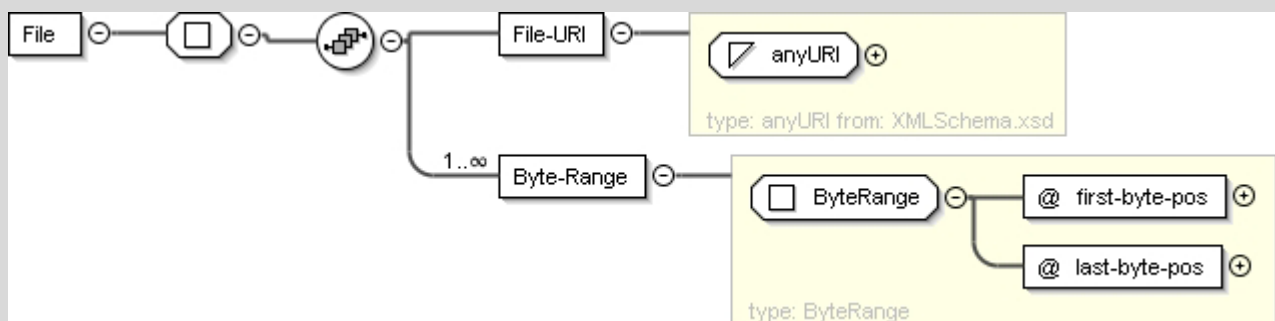 File
File-URI
anyURI
type: anyURI from: XMLSchema.xsd
1..∞
Byte-Range
ByteRange
@ first-byte-pos
@ last-byte-pos
type: ByteRange